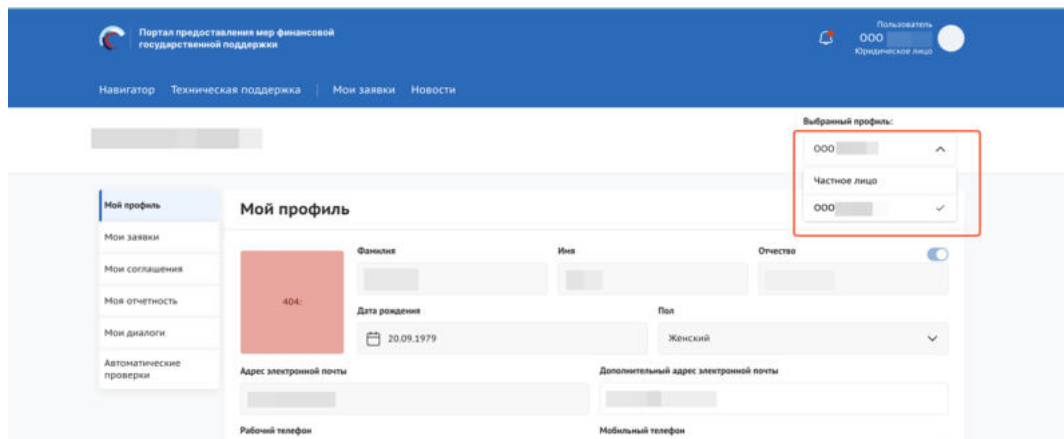 Портал предоставления мер финансовой
государственной поддержки
Пользователь
ООО
Юридическое лицо
Навигатор Техническая поддержка | Мои заявки Новости
Выбранный профиль:
ООО
Частное лицо
ООО
Мой профиль
Мои заявки
Мои соглашения
Моя отчетность
Мои диалоги
Автоматические
проверки
Мой профиль
404:
Фамилия Имя Отчество
Дата рождения Пол
20.09.1979 Женский
Адрес электронной почты Дополнительный адрес электронной почты
Рабочий телефон Мобильный телефон